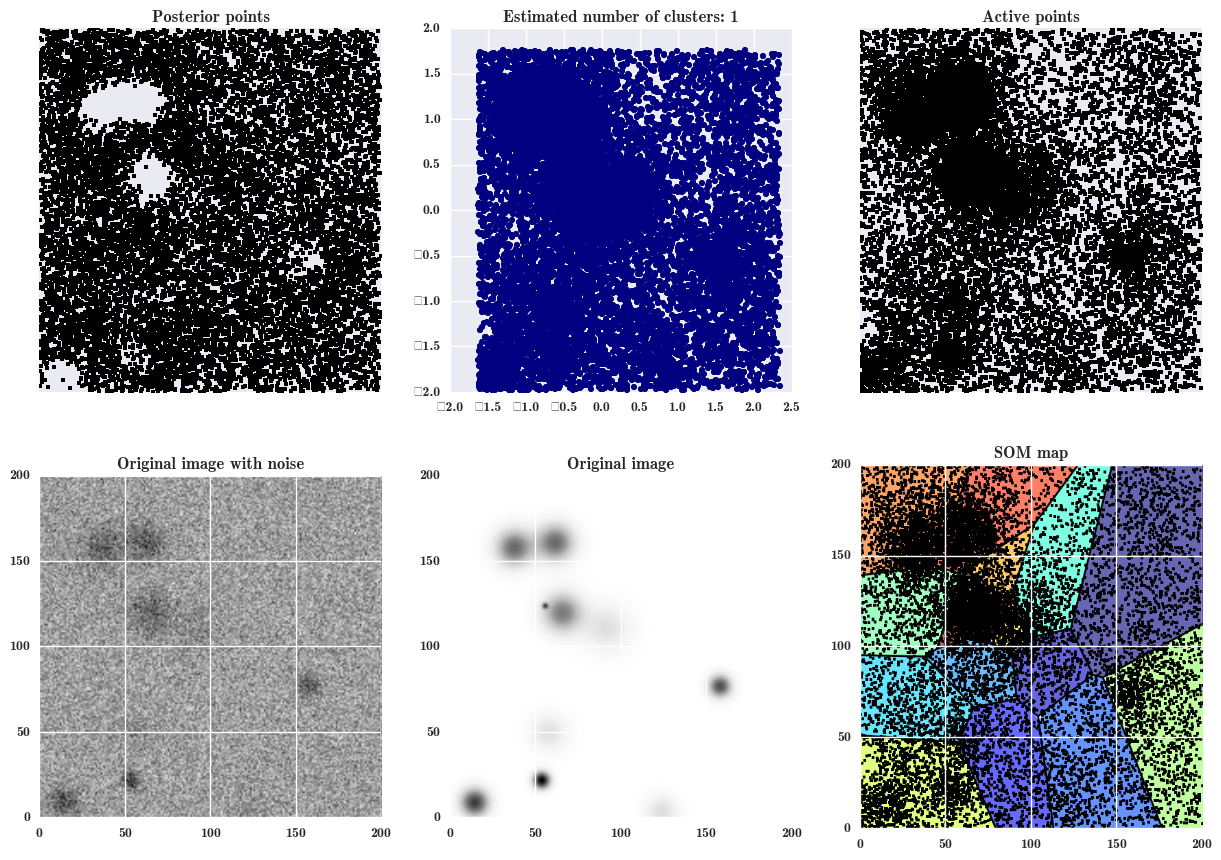 Posterior points
Estimated number of clusters: 1
Active points
2.0
1.5
1.0
0.5
0.0
□0.5
□1.0
□1.5
□2.0
□2.0 □1.5 □1.0 □0.5 0.0 0.5 1.0 1.5 2.0 2.5
Original image with noise
Original image
SOM map
200
150
100
50
0
0 50 100 150 200
200
150
100
50
0
0 50 100 150 200
200
150
100
50
0
0 50 100 150 200